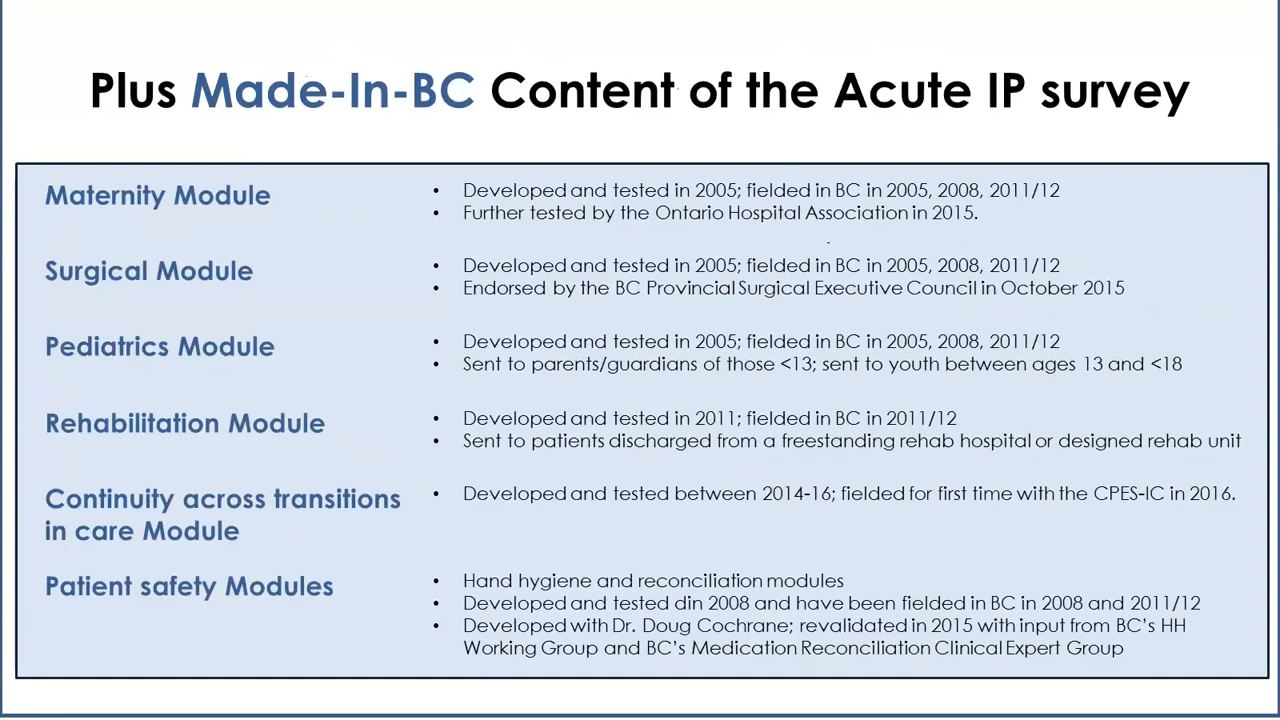 Plus Made-In-BC Content of the Acute IP survey
Maternity Module
• Developed and tested in 2005; fielded in BC in 2005, 2008, 2011/12
• Further tested by the Ontario Hospital Association in 2015.
Surgical Module
• Developed and tested in 2005; fielded in BC in 2005, 2008, 2011/12
• Endorsed by the BC Provincial Surgical Executive Council in October 2015
Pediatrics Module
• Developed and tested in 2005; fielded in BC in 2005, 2008, 2011/12
• Sent to parents/guardians of those <13; sent to youth between ages 13 and <18
Rehabilitation Module
• Developed and tested in 2011; fielded in BC in 2011/12
• Sent to patients discharged from a freestanding rehab hospital or designed rehab unit
Continuity across transitions
in care Module
• Developed and tested between 2014-16; fielded for first time with the CPES-IC in 2016.
Patient safety Modules
• Hand hygiene and reconciliation modules
• Developed and tested din 2008 and have been fielded in BC in 2008 and 2011/12
• Developed with Dr. Doug Cochrane; revalidated in 2015 with input from BC's HH
Working Group and BC's Medication Reconciliation Clinical Expert Group